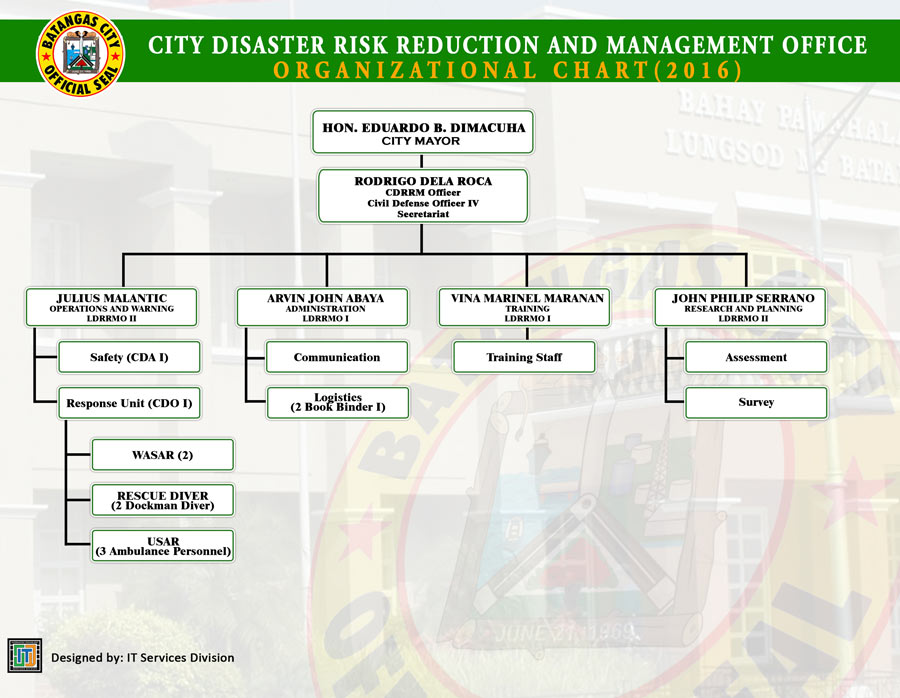 BATANGAS CITY
OFFICIAL SEAL
CITY DISASTER RISK REDUCTION AND MANAGEMENT OFFICE
ORGANIZATIONAL CHART(2016)
HON. EDUARDO B. DIMACUHA
CITY MAYOR
RODRIGO DELA ROCA
CDRRM Officer
Civil Defense Officer IV
Secretariat
JULIUS MALANTIC
OPERATIONS AND WARNING
LDRRMO II
Safety (CDA I)
Response Unit (CDO I)
WASAR (2)
RESCUE DIVER
(2 Dockman Diver)
USAR
(3 Ambulance Personnel)
ARVIN JOHN ABAYA
ADMINISTRATION
LDRRMO I
Communication
Logistics
(2 Book Binder I)
VINA MARINEL MARANAN
TRAINING
LDRRMO I
Training Staff
JOHN PHILIP SERRANO
RESEARCH AND PLANNING
LDRRMO II
Assessment
Survey
BAHAY PAM
LUNGSOD
JUNE 21, 1969
Designed by: IT Services Division